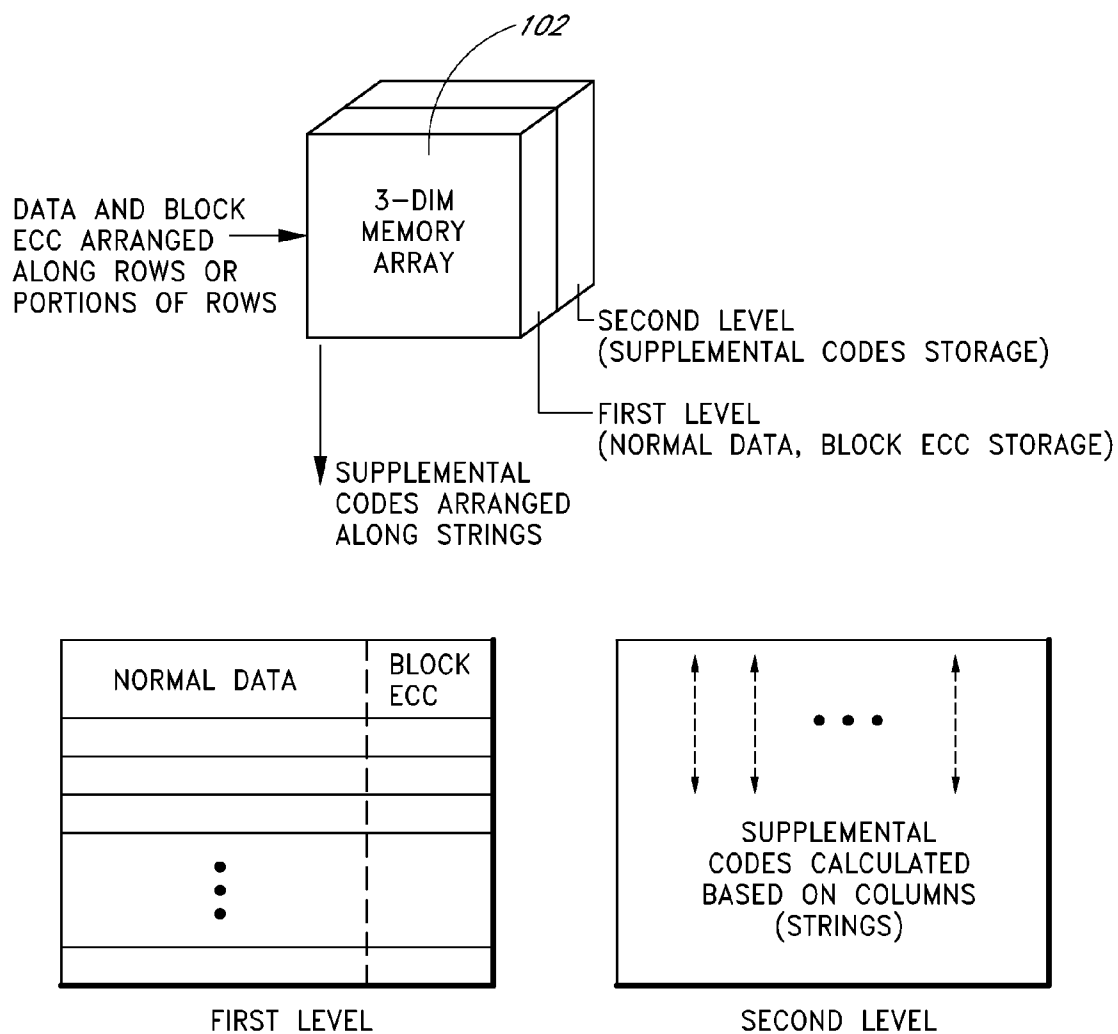 102
3-DIM
MEMORY
ARRAY
DATA AND BLOCK
ECC ARRANGED
ALONG ROWS OR
PORTIONS OF ROWS
SECOND LEVEL
(SUPPLEMENTAL CODES STORAGE)
FIRST LEVEL
(NORMAL DATA, BLOCK ECC STORAGE)
SUPPLEMENTAL
CODES ARRANGED
ALONG STRINGS
NORMAL DATA
BLOCK
ECC
FIRST LEVEL
SUPPLEMENTAL
CODES CALCULATED
BASED ON COLUMNS
(STRINGS)
SECOND LEVEL